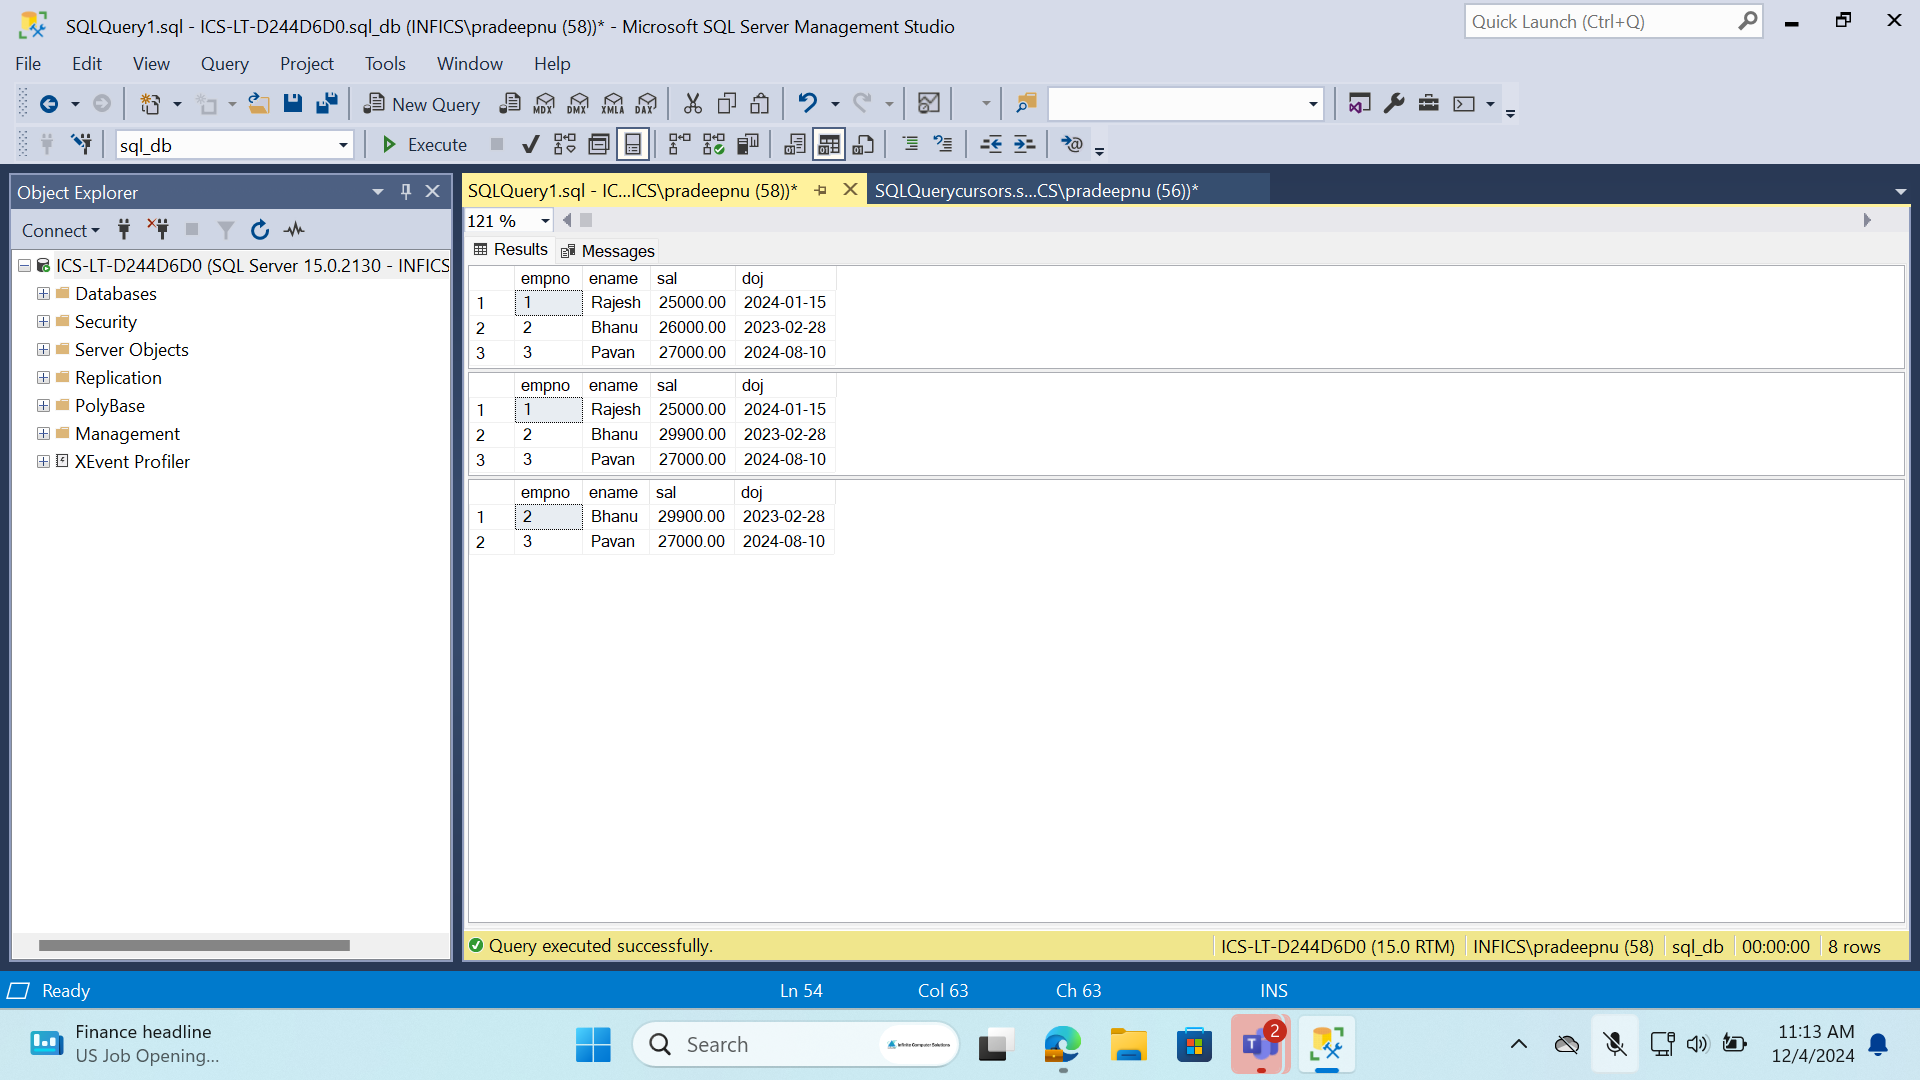 SQLQuery1.sql - ICS-LT-D244D6D0.sql_db (INFICS\pradeepnu (58))* - Microsoft SQL Server Management Studio
Quick Launch (Ctrl+Q)
File Edit View Query Project Tools Window Help
New Query MDX DMX XMLA DAX
sql_db Execute
Object Explorer
SQLQuery1.sql - IC...ICS\pradeepnu (58))* SQLQuerycursors.s...CS\pradeepnu (56))*
121 %
Connect
Results Messages
ICS-LT-D244D6D0 (SQL Server 15.0.2130 - INFICS
Databases
Security
Server Objects
Replication
PolyBase
Management
XEvent Profiler
empno ename sal doj
1 1 Rajesh 25000.00 2024-01-15
2 2 Bhanu 26000.00 2023-02-28
3 3 Pavan 27000.00 2024-08-10
empno ename sal doj
1 1 Rajesh 25000.00 2024-01-15
2 2 Bhanu 29900.00 2023-02-28
3 3 Pavan 27000.00 2024-08-10
empno ename sal doj
1 2 Bhanu 29900.00 2023-02-28
2 3 Pavan 27000.00 2024-08-10
Query executed successfully. ICS-LT-D244D6D0 (15.0 RTM) INFICS\pradeepnu (58) sql_db 00:00:00 8 rows
Ready Ln 54 Col 63 Ch 63 INS
Finance headline
US Job Opening...
Search Infinite Computer Solutions
T 2
11:13 AM
12/4/2024